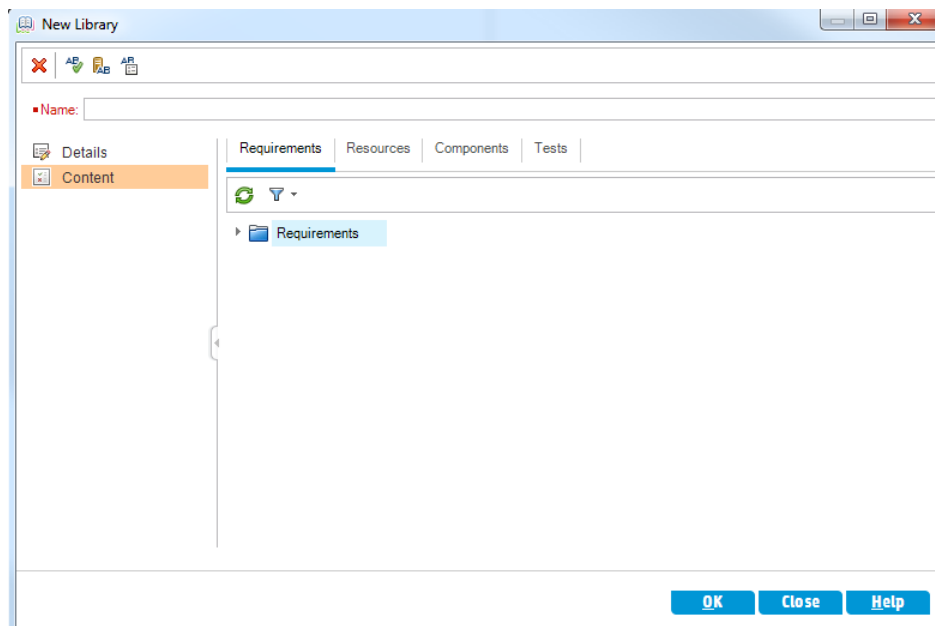 New Library
Name:
Details
Content
Requirements Resources Components Tests
Requirements
OK Close Help